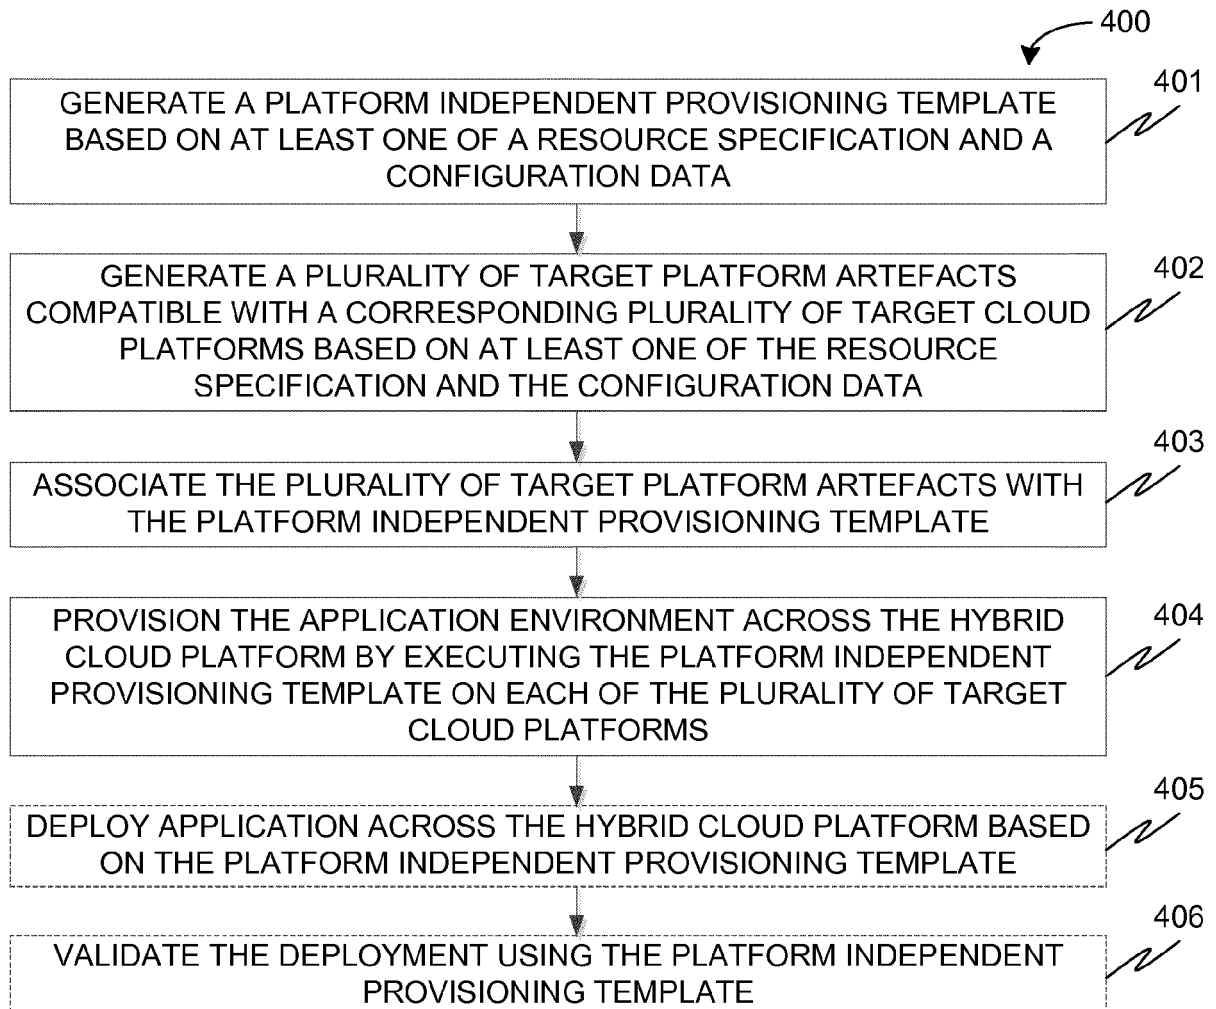 400
401
GENERATE A PLATFORM INDEPENDENT PROVISIONING TEMPLATE
BASED ON AT LEAST ONE OF A RESOURCE SPECIFICATION AND A
CONFIGURATION DATA
402
GENERATE A PLURALITY OF TARGET PLATFORM ARTEFACTS
COMPATIBLE WITH A CORRESPONDING PLURALITY OF TARGET CLOUD
PLATFORMS BASED ON AT LEAST ONE OF THE RESOURCE
SPECIFICATION AND THE CONFIGURATION DATA
403
ASSOCIATE THE PLURALITY OF TARGET PLATFORM ARTEFACTS WITH
THE PLATFORM INDEPENDENT PROVISIONING TEMPLATE
404
PROVISION THE APPLICATION ENVIRONMENT ACROSS THE HYBRID
CLOUD PLATFORM BY EXECUTING THE PLATFORM INDEPENDENT
PROVISIONING TEMPLATE ON EACH OF THE PLURALITY OF TARGET
CLOUD PLATFORMS
405
DEPLOY APPLICATION ACROSS THE HYBRID CLOUD PLATFORM BASED
ON THE PLATFORM INDEPENDENT PROVISIONING TEMPLATE
406
VALIDATE THE DEPLOYMENT USING THE PLATFORM INDEPENDENT
PROVISIONING TEMPLATE